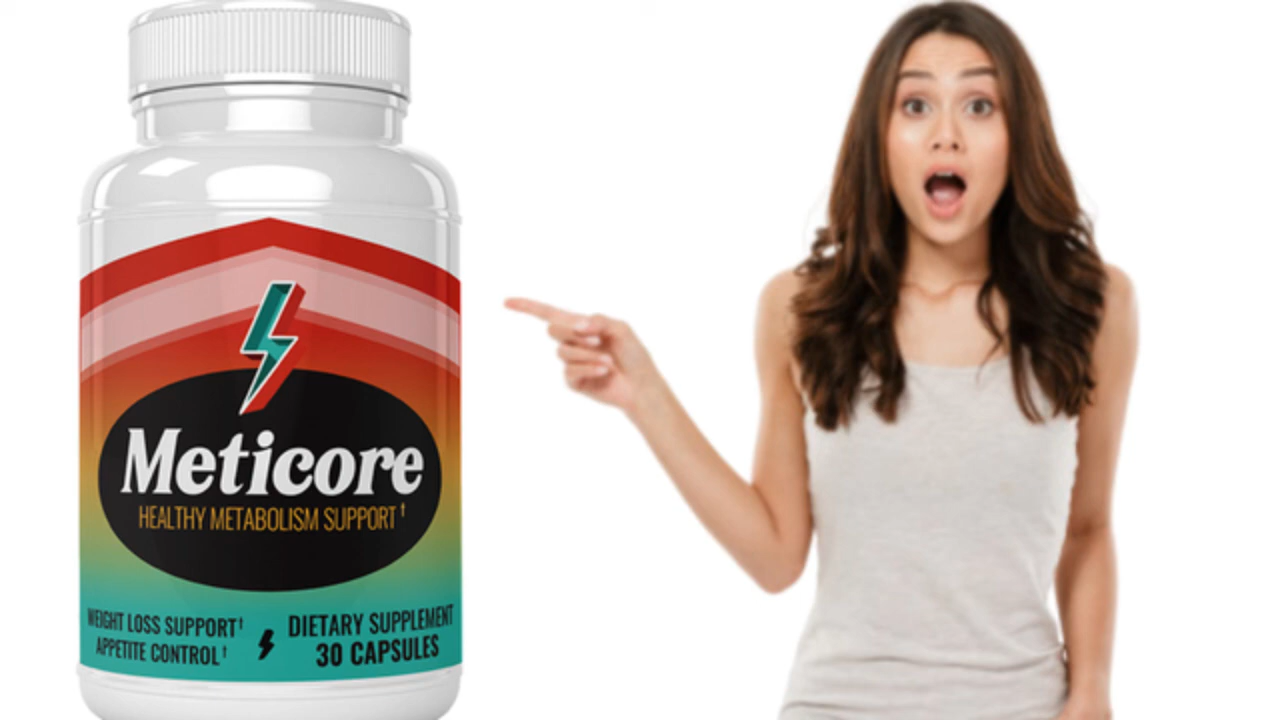 Meticore
HEALTHY METABOLISM SUPPORT†
WEIGHT LOSS SUPPORT†
APPETITE CONTROL†
DIETARY SUPPLEMENT
30 CAPSULES